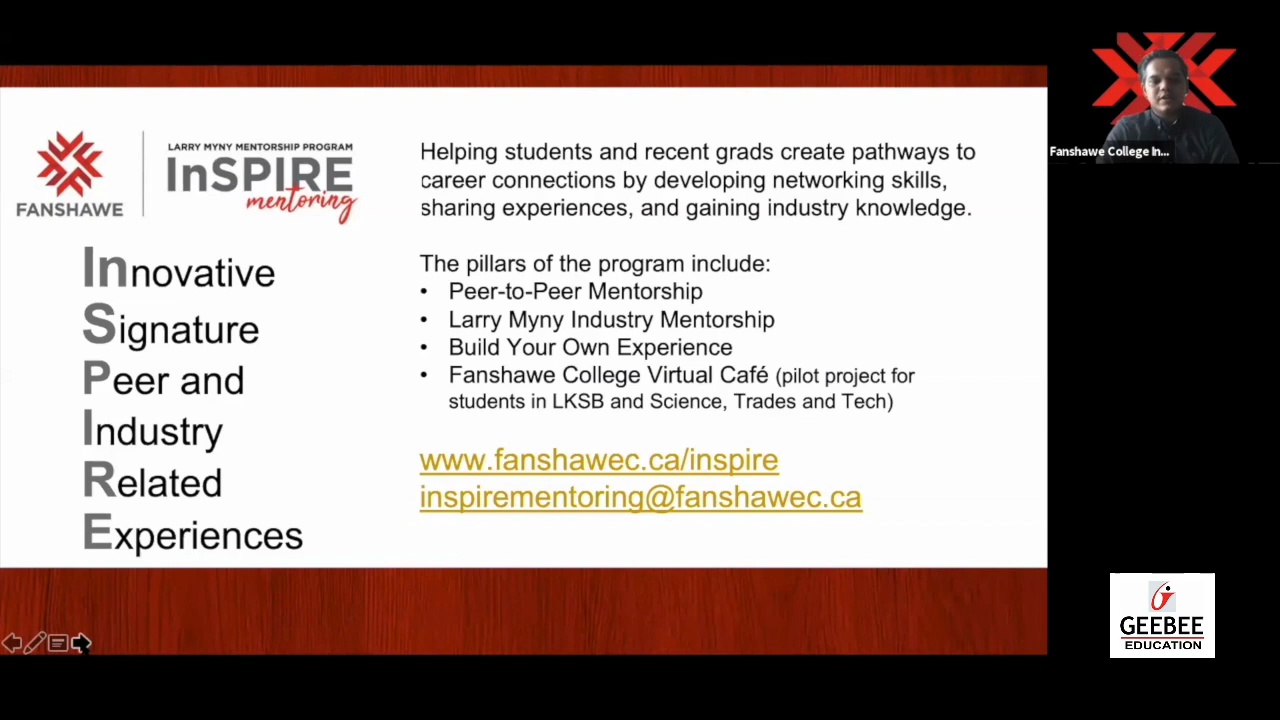 FANSHAWE
LARRY MYNY MENTORSHIP PROGRAM
InSPIRE
mentoring
Innovative
Signature
Peer and
Industry
Related
Experiences
Helping students and recent grads create pathways to
career connections by developing networking skills,
sharing experiences, and gaining industry knowledge.
The pillars of the program include:
• Peer-to-Peer Mentorship
• Larry Myny Industry Mentorship
• Build Your Own Experience
• Fanshawe College Virtual Café (pilot project for
students in LKSB and Science, Trades and Tech)
www.fanshawec.ca/inspire
inspirementoring@fanshawec.ca
Fanshawe College In...
GEEBEE
EDUCATION